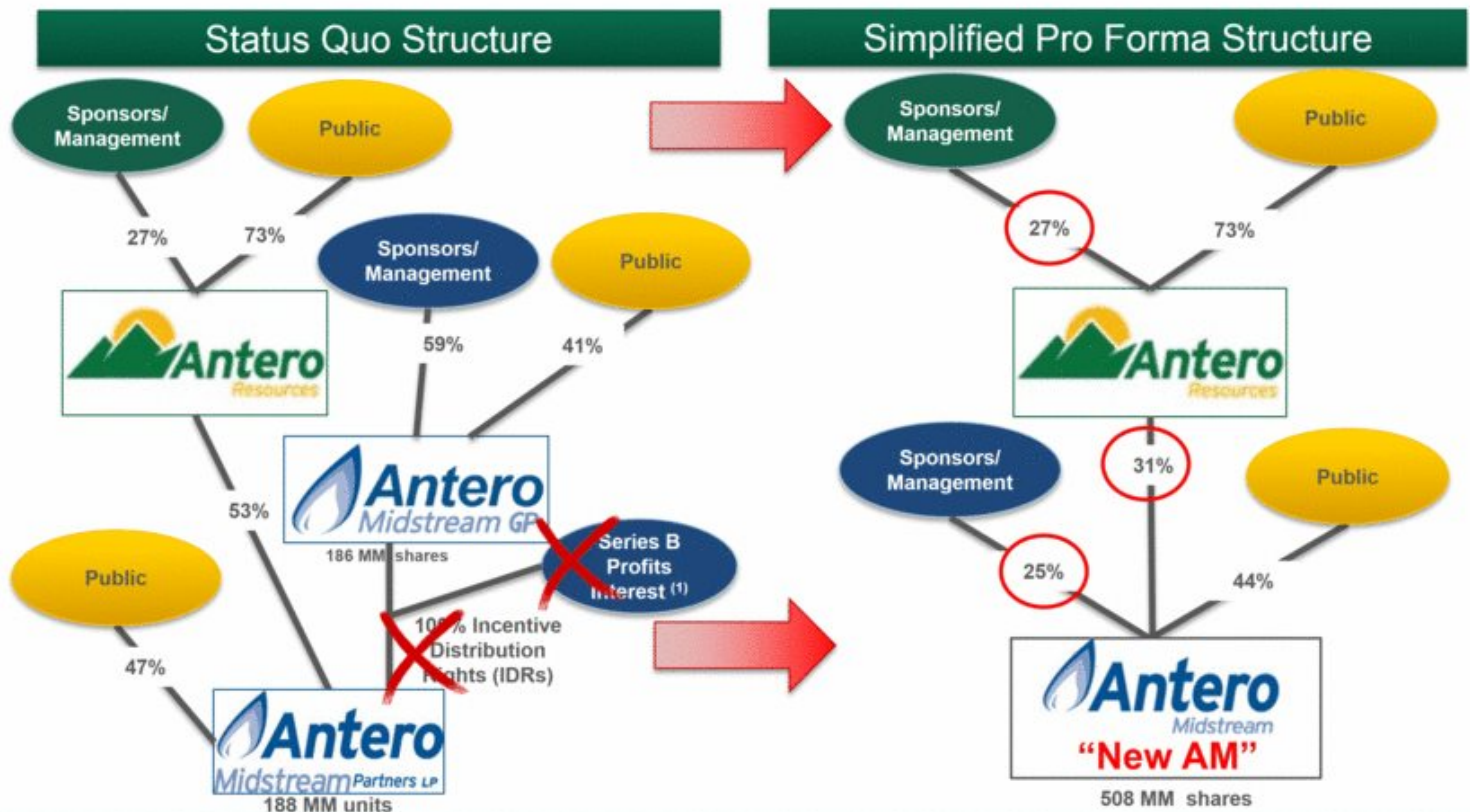 Status Quo Structure
Simplified Pro Forma Structure
Sponsors/
Management
Public
27%
73%
Sponsors/
Management
Public
59%
41%
Antero
Resources
53%
Antero
Midstream GP
186 MM shares
Series B
Profits
Interest (1)
100% Incentive
Distribution
Rights (IDRs)
Public
47%
Antero
Midstream Partners LP
188 MM units
Sponsors/
Management
Public
27%
73%
Antero
Resources
Sponsors/
Management
31%
Public
25%
44%
Antero
Midstream
“New AM”
508 MM shares